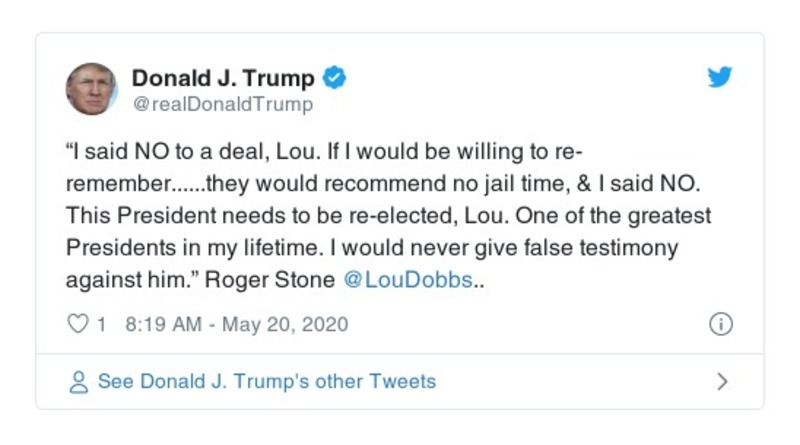 Donald J. Trump
@realDonaldTrump
“I said NO to a deal, Lou. If I would be willing to re-
remember......they would recommend no jail time, & I said NO.
This President needs to be re-elected, Lou. One of the greatest
Presidents in my lifetime. I would never give false testimony
against him.” Roger Stone @LouDobbs..
1 8:19 AM - May 20, 2020
See Donald J. Trump's other Tweets